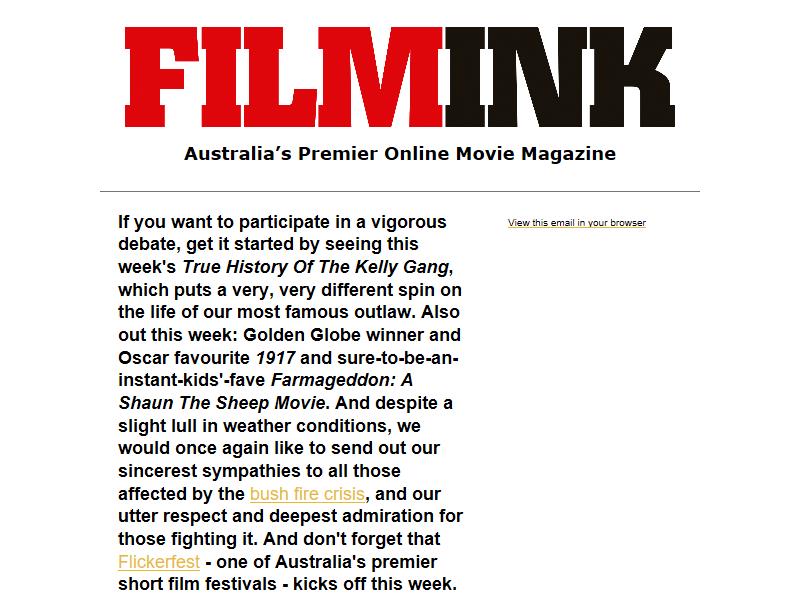 FILMINK
Australia’s Premier Online Movie Magazine
If you want to participate in a vigorous
debate, get it started by seeing this
week's True History Of The Kelly Gang,
which puts a very, very different spin on
the life of our most famous outlaw. Also
out this week: Golden Globe winner and
Oscar favourite 1917 and sure-to-be-an-
instant-kids'-fave Farmageddon: A
Shaun The Sheep Movie. And despite a
slight lull in weather conditions, we
would once again like to send out our
sincerest sympathies to all those
affected by the bush fire crisis, and our
utter respect and deepest admiration for
those fighting it. And don't forget that
Flickerfest - one of Australia's premier
short film festivals - kicks off this week.
View this email in your browser